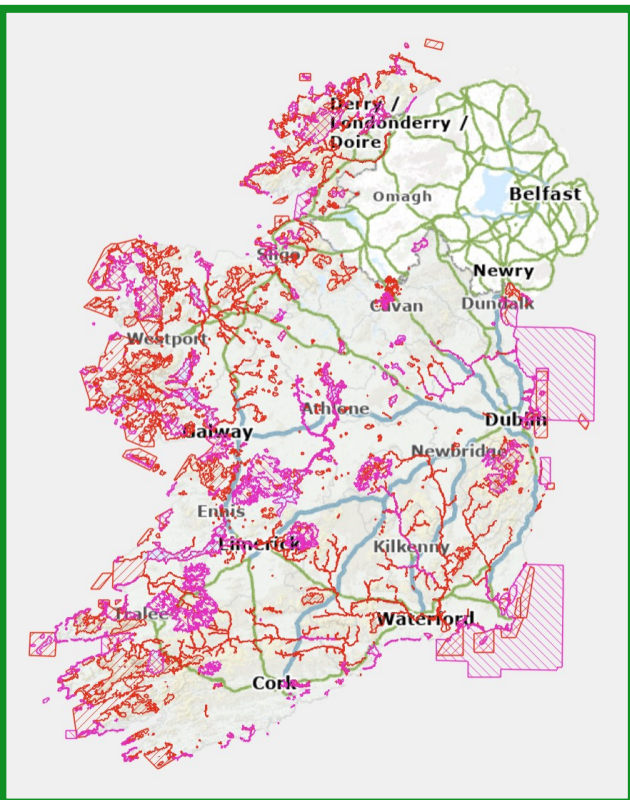 Derry /
Londonderry /
Doire
Omagh
Belfast
Sligo
Newry
Cavan
Dundalk
Westport
Athlone
Galway
Dublin
Newbridge
Ennis
Limerick
Kilkenny
Tralee
Waterford
Cork